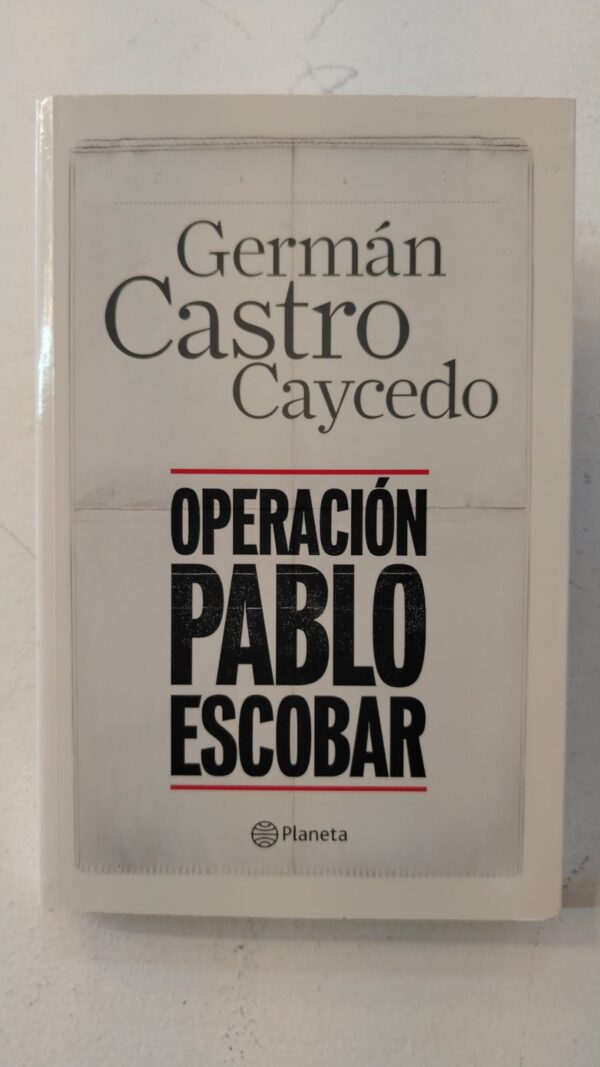 Germán
Castro
Caycedo
OPERACIÓN
PABLO
ESCOBAR
Planeta